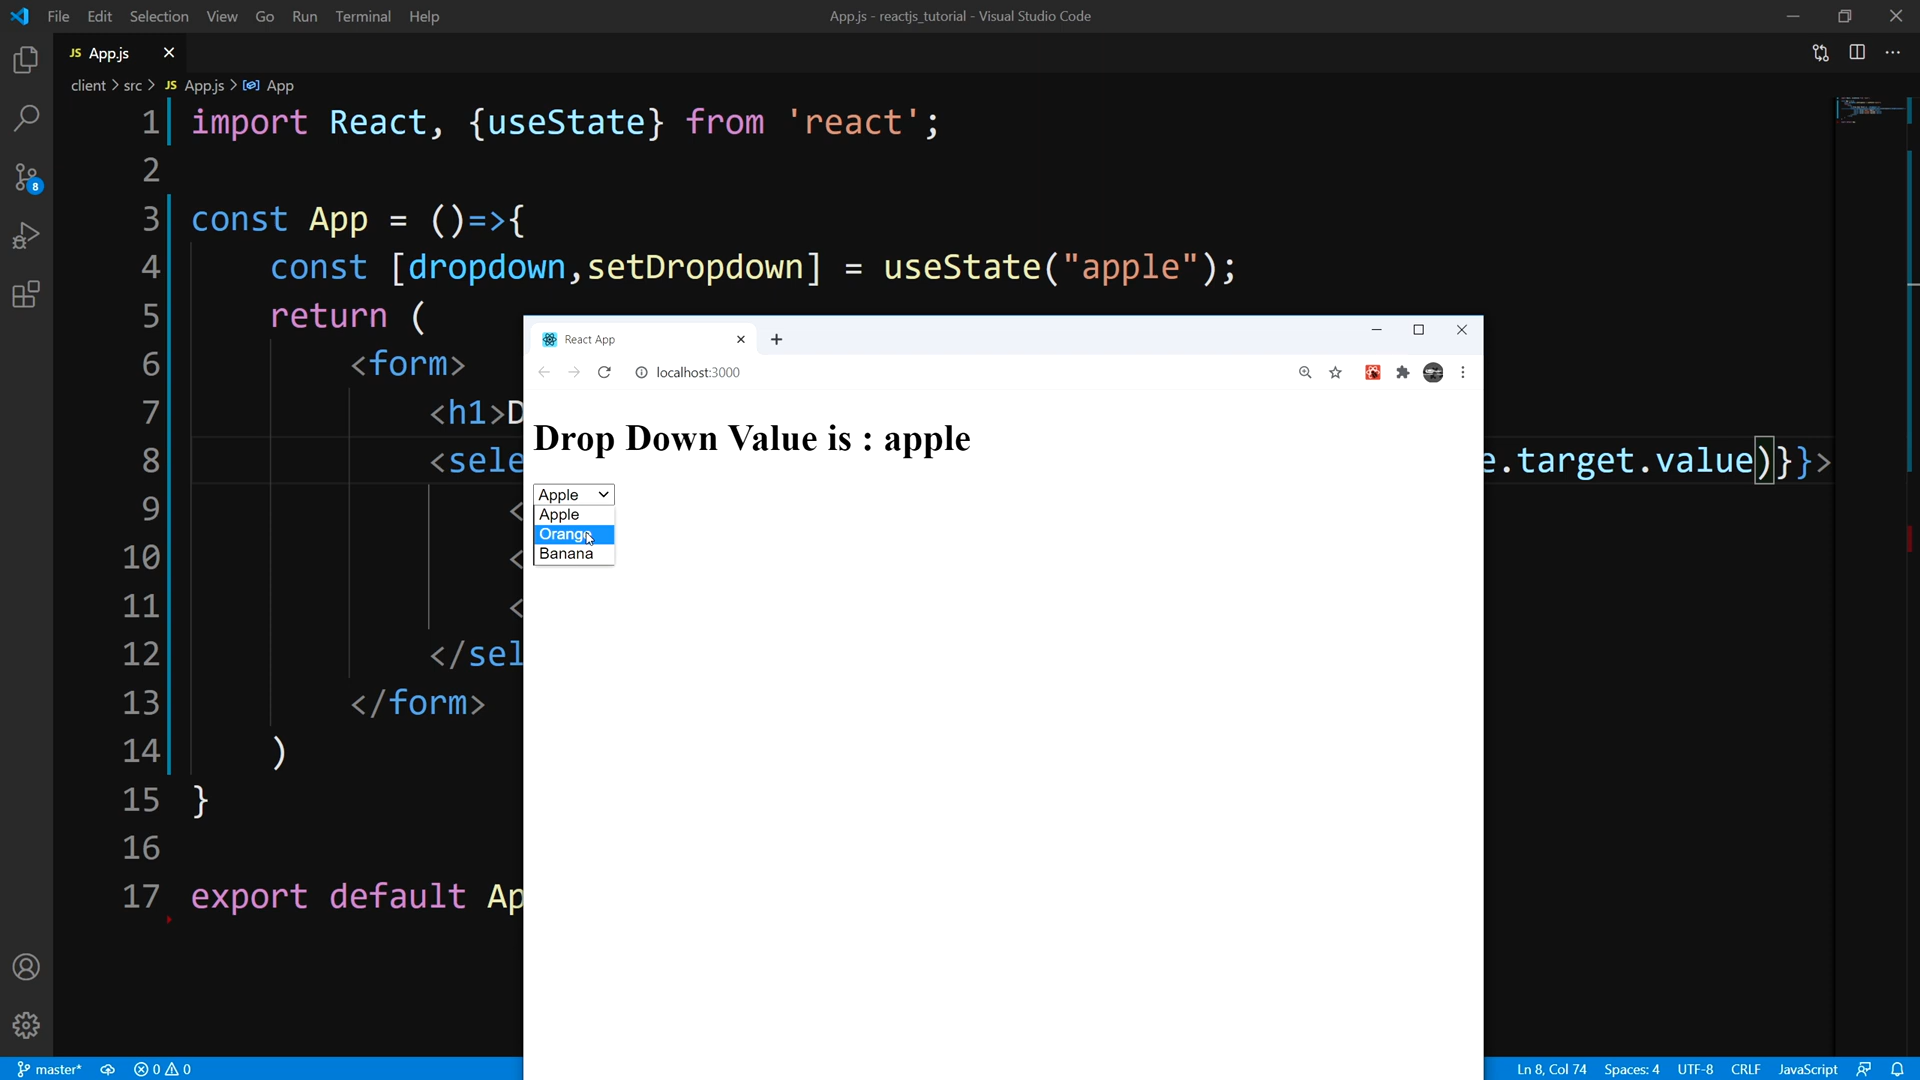 File Edit Selection View Go Run Terminal Help
App.js - reactjs_tutorial - Visual Studio Code
JS App.js
client > src > JS App.js > App
8
1 import React, {useState} from 'react';
2
3 const App = ()=>{
4 const [dropdown,setDropdown] = useState("apple");
5 return (
6 <form>
7 <h1>D
8 <sele
e.target.value)}}>
9 <
10 <
11 <
12 </sel
13 </form>
14 )
15 }
16
17 export default Ap
React App
localhost:3000
Drop Down Value is : apple
Apple
Apple
Orange
Banana
master* 0 0
Ln 8, Col 74 Spaces: 4 UTF-8 CRLF JavaScript